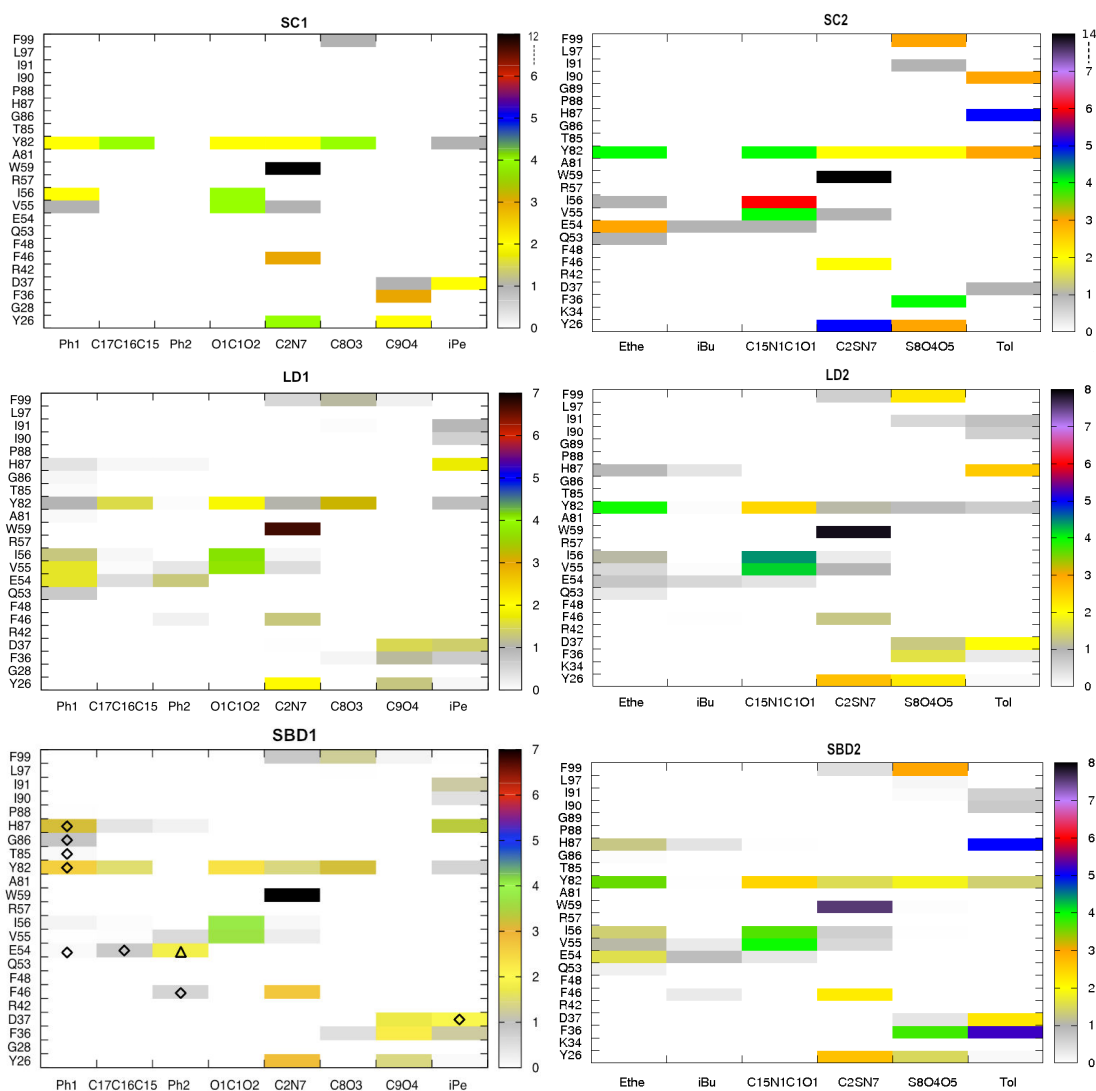 SC1
F99
L97
I91
I90
P88
H87
G86
T85
Y82
A81
W59
R57
I56
V55
E54
Q53
F48
F46
R42
D37
F36
G28
Y26
Ph1 C17C16C15 Ph2 O1C1O2 C2N7 C8O3 C9O4 iPe
12
6
5
4
3
2
1
0
SC2
F99
L97
I91
I90
G89
P88
H87
G86
T85
Y82
A81
W59
R57
I56
V55
E54
Q53
F48
F46
R42
D37
F36
K34
Y26
Ethe iBu C15N1C1O1 C2SN7 S8O4O5 Tol
14
7
6
5
4
3
2
1
0
LD1
F99
L97
I91
I90
P88
H87
G86
T85
Y82
A81
W59
R57
I56
V55
E54
Q53
F48
F46
R42
D37
F36
G28
Y26
Ph1 C17C16C15 Ph2 O1C1O2 C2N7 C8O3 C9O4 iPe
7
6
5
4
3
2
1
0
LD2
F99
L97
I91
I90
G89
P88
H87
G86
T85
Y82
A81
W59
R57
I56
V55
E54
Q53
F48
F46
R42
D37
F36
K34
Y26
Ethe iBu C15N1C1O1 C2SN7 S8O4O5 Tol
8
7
6
5
4
3
2
1
0
SBD1
F99
L97
I91
I90
P88
H87
G86
T85
Y82
A81
W59
R57
I56
V55
E54
Q53
F48
F46
R42
D37
F36
G28
Y26
Ph1 C17C16C15 Ph2 O1C1O2 C2N7 C8O3 C9O4 iPe
7
6
5
4
3
2
1
0
SBD2
F99
L97
I91
I90
G89
P88
H87
G86
T85
Y82
A81
W59
R57
I56
V55
E54
Q53
F48
F46
R42
D37
F36
K34
Y26
Ethe iBu C15N1C1O1 C2SN7 S8O4O5 Tol
8
7
6
5
4
3
2
1
0